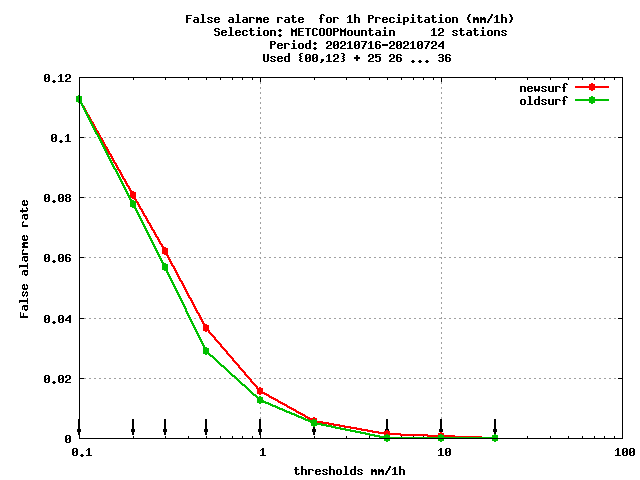 False alarme rate  for 1h Precipitation (mm/1h)
Selection: METCOOPMountain     12 stations
Period: 20210716-20210724
Used {00,12} + 25 26 ... 36
newsurf
oldsurf
0.12
0.1
0.08
0.06
0.04
0.02
0
False alarme rate
0.1 1 10 100
thresholds mm/1h